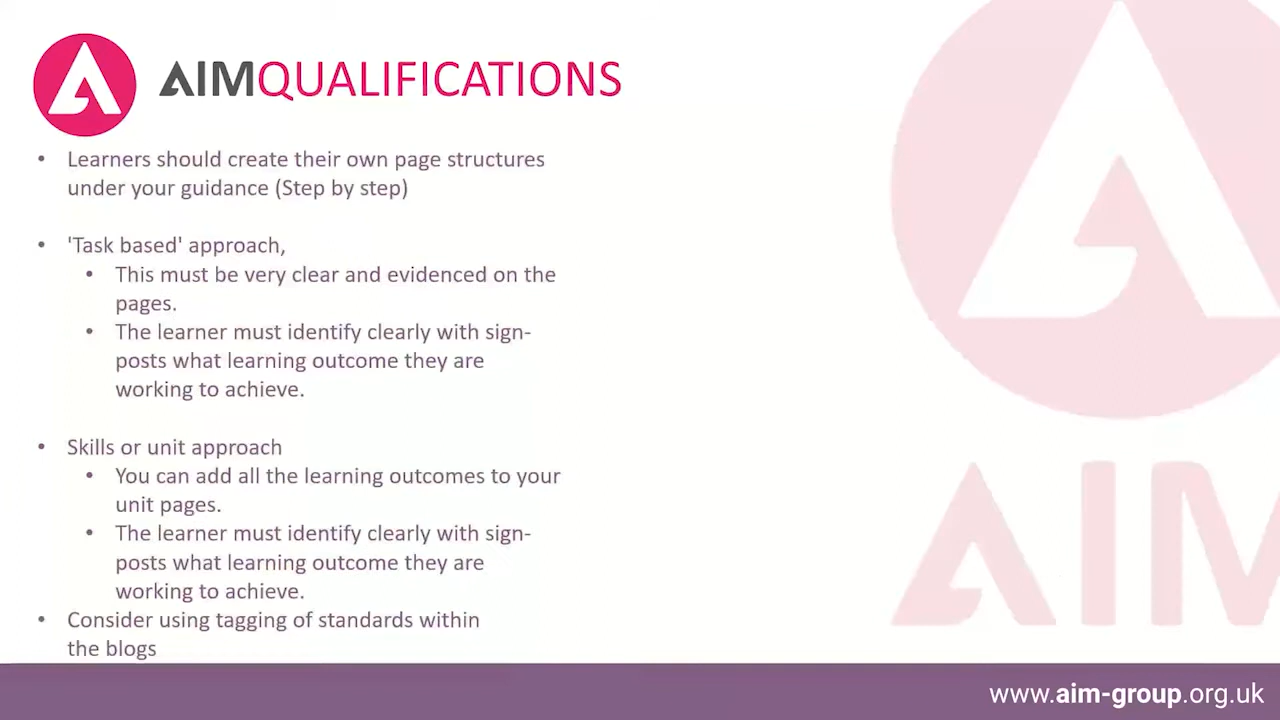 AIMQUALIFICATIONS
• Learners should create their own page structures
under your guidance (Step by step)
• 'Task based' approach,
• This must be very clear and evidenced on the
pages.
• The learner must identify clearly with sign-
posts what learning outcome they are
working to achieve.
• Skills or unit approach
• You can add all the learning outcomes to your
unit pages.
• The learner must identify clearly with sign-
posts what learning outcome they are
working to achieve.
• Consider using tagging of standards within
the blogs
AIM
www.aim-group.org.uk